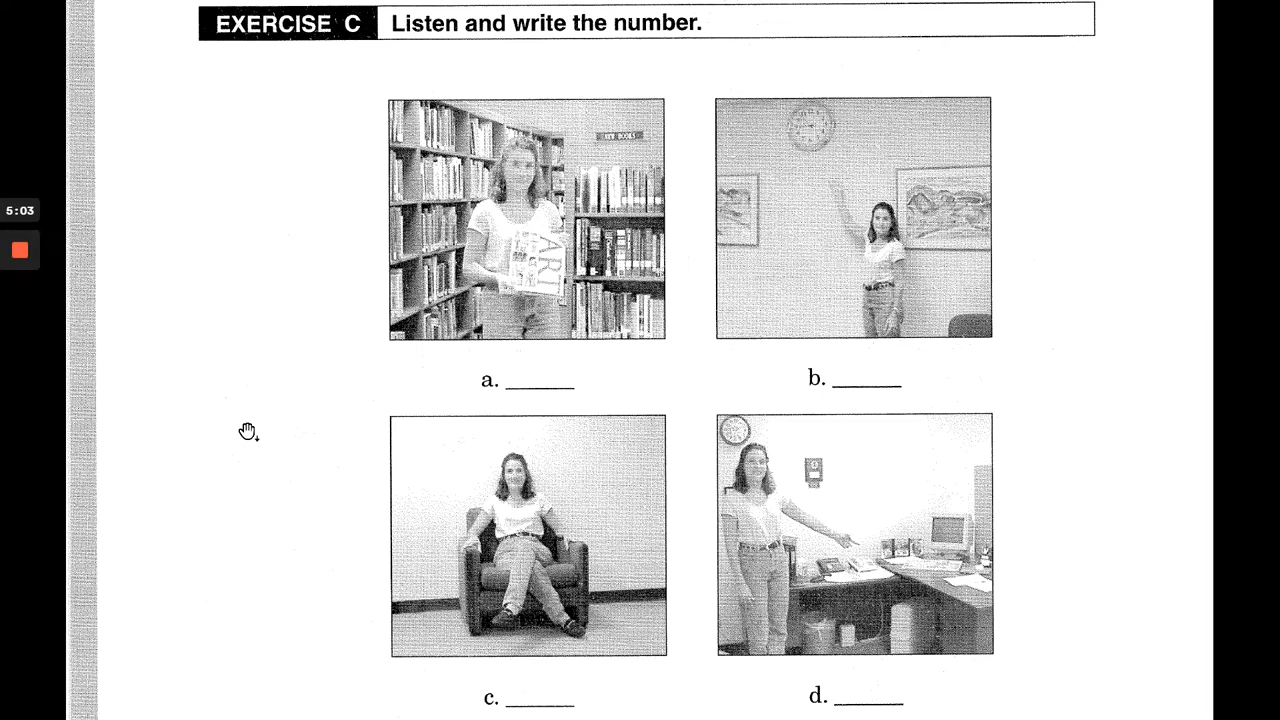 5:03
EXERCISE C
Listen and write the number.
NEW BOOKS
ART
a. ______
b. ______
c. ______
d. ______